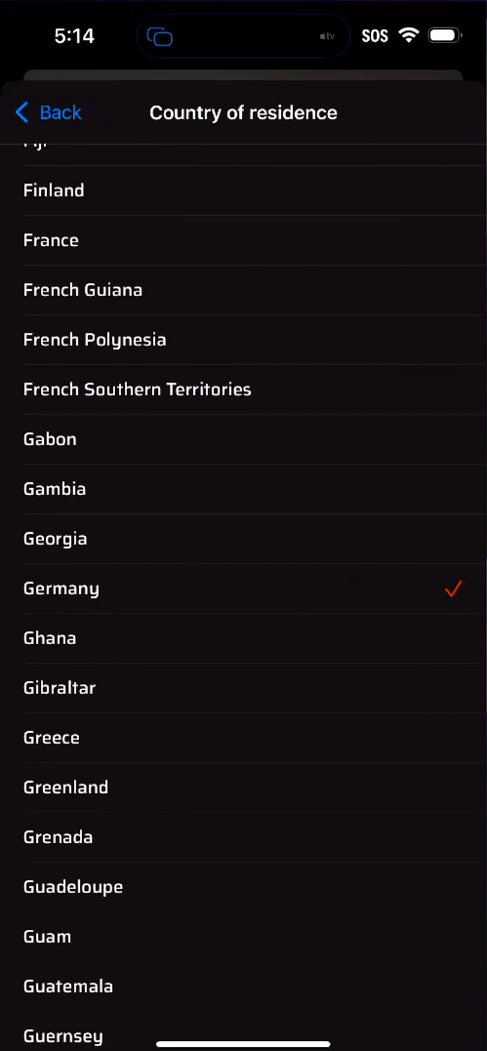 5:14
tv
SOS
Back
Country of residence
Fiji
Finland
France
French Guiana
French Polynesia
French Southern Territories
Gabon
Gambia
Georgia
Germany
Ghana
Gibraltar
Greece
Greenland
Grenada
Guadeloupe
Guam
Guatemala
Guernsey